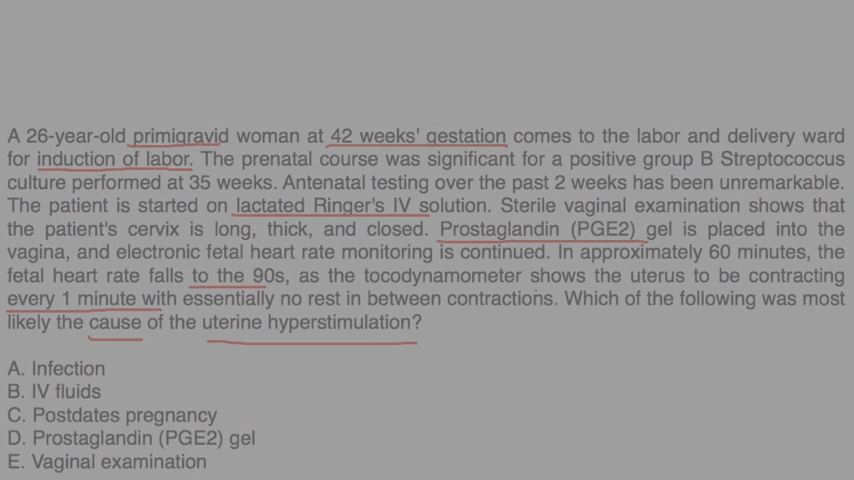 A 26-year-old primigravid woman at 42 weeks' gestation comes to the labor and delivery ward
for induction of labor. The prenatal course was significant for a positive group B Streptococcus
culture performed at 35 weeks. Antenatal testing over the past 2 weeks has been unremarkable.
The patient is started on lactated Ringer's IV solution. Sterile vaginal examination shows that
the patient's cervix is long, thick, and closed. Prostaglandin (PGE2) gel is placed into the
vagina, and electronic fetal heart rate monitoring is continued. In approximately 60 minutes, the
fetal heart rate falls to the 90s, as the tocodynamometer shows the uterus to be contracting
every 1 minute with essentially no rest in between contractions. Which of the following was most
likely the cause of the uterine hyperstimulation?
A. Infection
B. IV fluids
C. Postdates pregnancy
D. Prostaglandin (PGE2) gel
E. Vaginal examination